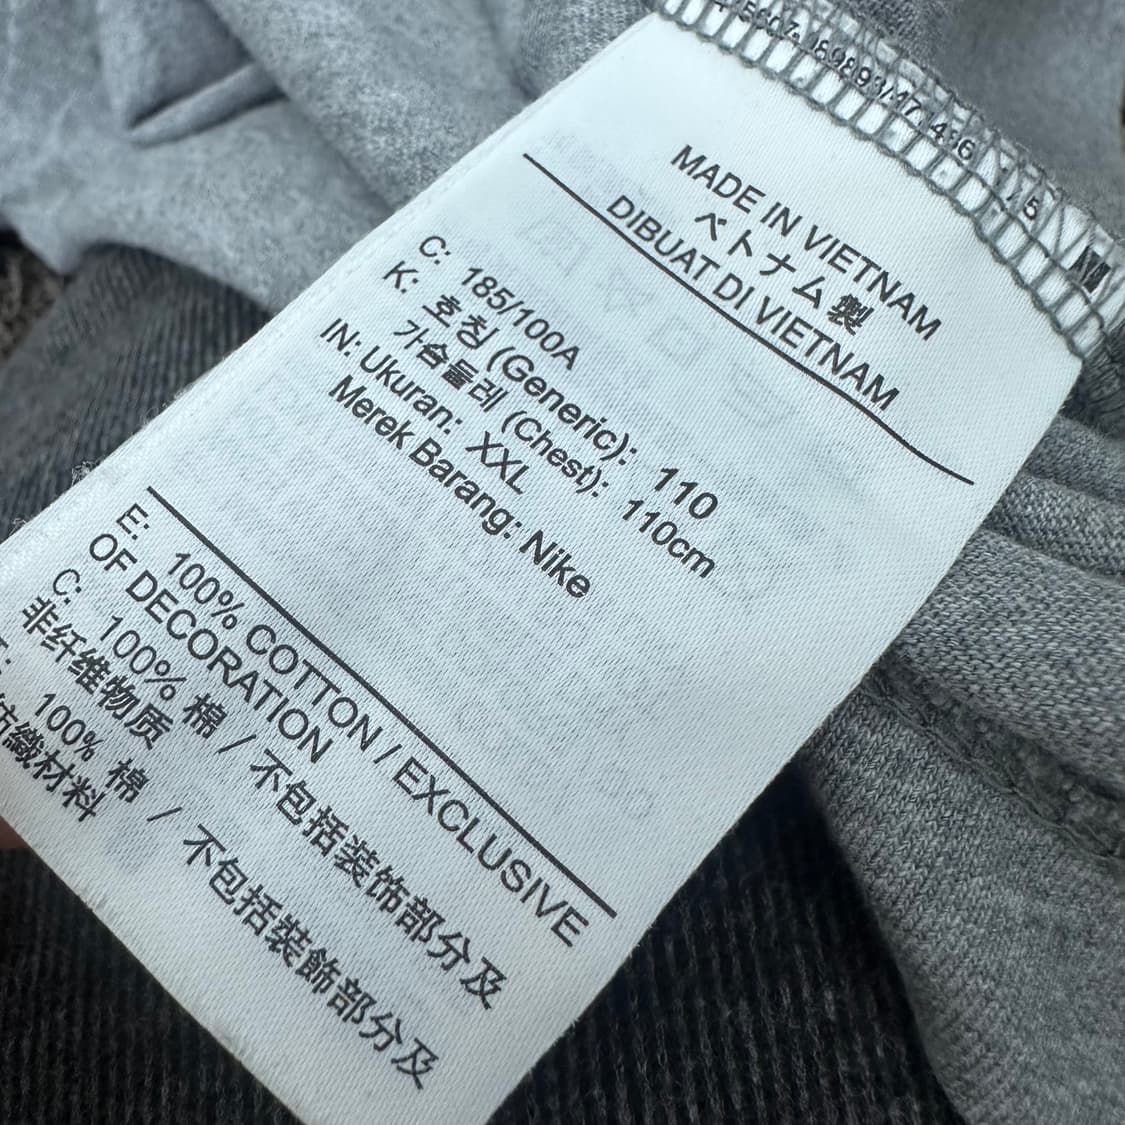 MADE IN VIETNAM
ベトナム製
DIBUAT DI VIETNAM
C: 185/100A
K: 호칭 (Generic): 110
가슴둘레 (Chest): 110cm
IN: Ukuran: XXL
Merek Barang: Nike
E: 100% COTTON / EXCLUSIVE
OF DECORATION
C: 100% 棉 / 不包括装饰部分及
非纤维物质
100% 棉 / 不包括裝飾部分及
紡織材料